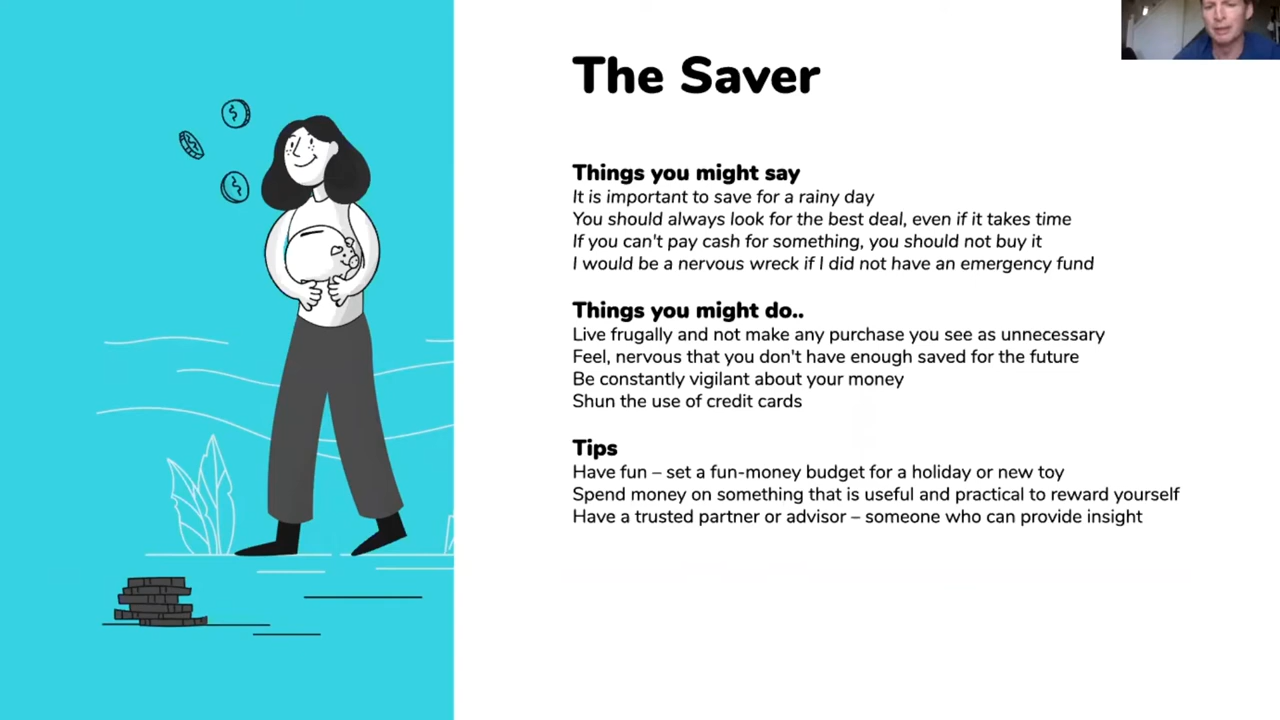 The Saver
Things you might say
It is important to save for a rainy day
You should always look for the best deal, even if it takes time
If you can't pay cash for something, you should not buy it
I would be a nervous wreck if I did not have an emergency fund
Things you might do..
Live frugally and not make any purchase you see as unnecessary
Feel, nervous that you don't have enough saved for the future
Be constantly vigilant about your money
Shun the use of credit cards
Tips
Have fun – set a fun-money budget for a holiday or new toy
Spend money on something that is useful and practical to reward yourself
Have a trusted partner or advisor – someone who can provide insight